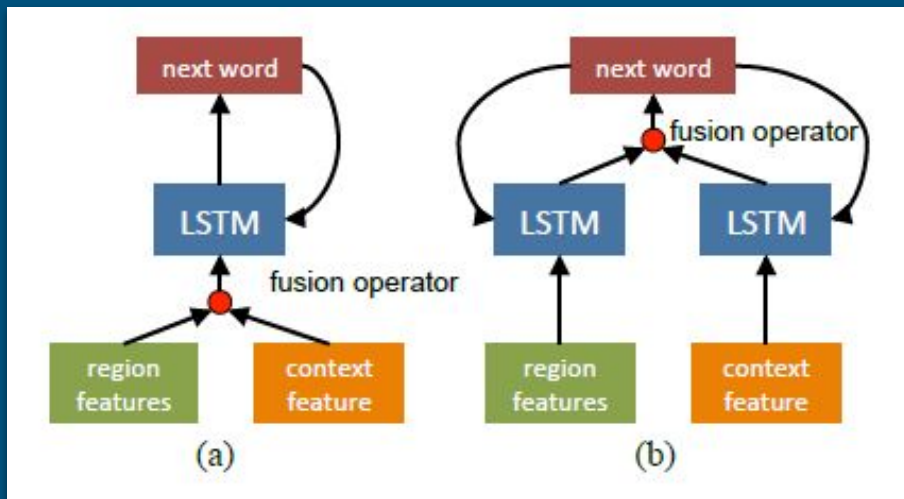 next word
LSTM
fusion operator
region
features
context
feature
(a)
next word
fusion operator
LSTM
LSTM
region
features
context
feature
(b)